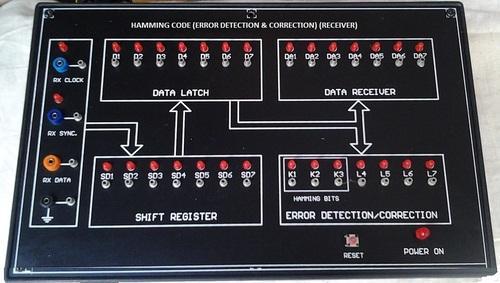 HAMMING CODE (ERROR DETECTION & CORRECTION) (RECEIVER)
D1 D2 D3 D4 D5 D6 D7
DATA LATCH
DA1 DA2 DA3 DA4 DA5 DA6 DA7
DATA RECEIVER
RX CLOCK
RX SYNC.
RX DATA
SD1 SD2 SD3 SD4 SD5 SD6 SD7
SHIFT REGISTER
K1 K2 K3 L4 L5 L6 L7
HAMMING BITS
ERROR DETECTION/CORRECTION
RESET
POWER ON